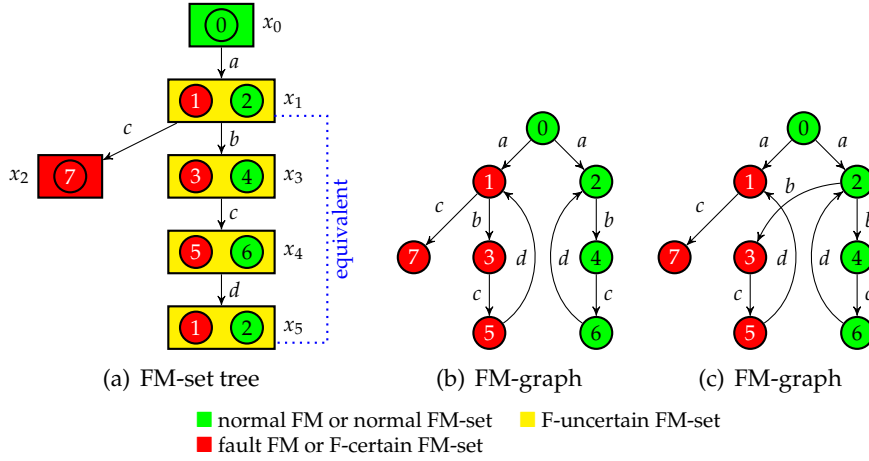 0 x₀
a
1 2 x₁
c b
x₂ 7 3 4 x₃
c
5 6 x₄
d
1 2 x₅
equivalent
(a) FM-set tree
0
a a
1 2
c b b
7 3 4
d d
c c
5 6
(b) FM-graph
0
a a
1 2
c b b
7 3 4
d d
c c
5 6
(c) FM-graph
normal FM or normal FM-set F-uncertain FM-set
fault FM or F-certain FM-set